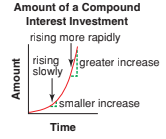 Amount of a Compound
Interest Investment
rising more rapidly
rising
slowly
greater increase
smaller increase
Amount
Time